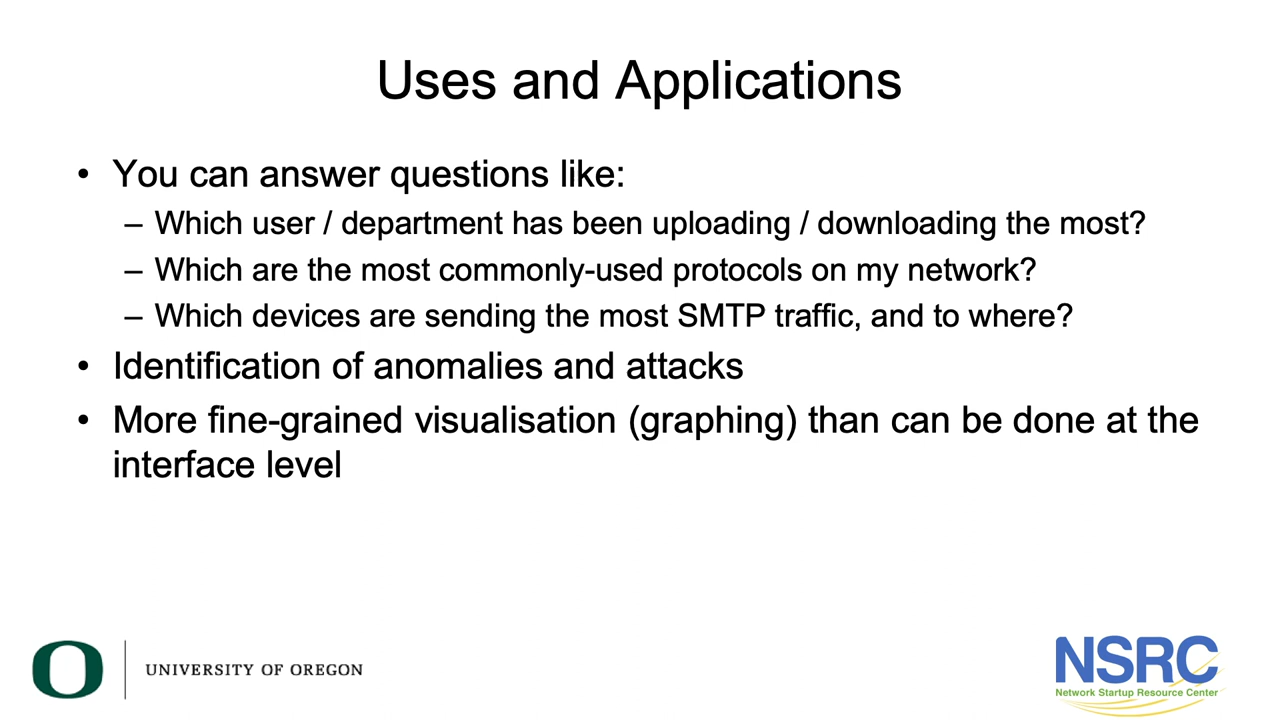 Uses and Applications
• You can answer questions like:
– Which user / department has been uploading / downloading the most?
– Which are the most commonly-used protocols on my network?
– Which devices are sending the most SMTP traffic, and to where?
• Identification of anomalies and attacks
• More fine-grained visualisation (graphing) than can be done at the
interface level
O
UNIVERSITY OF OREGON
NSRC
Network Startup Resource Center